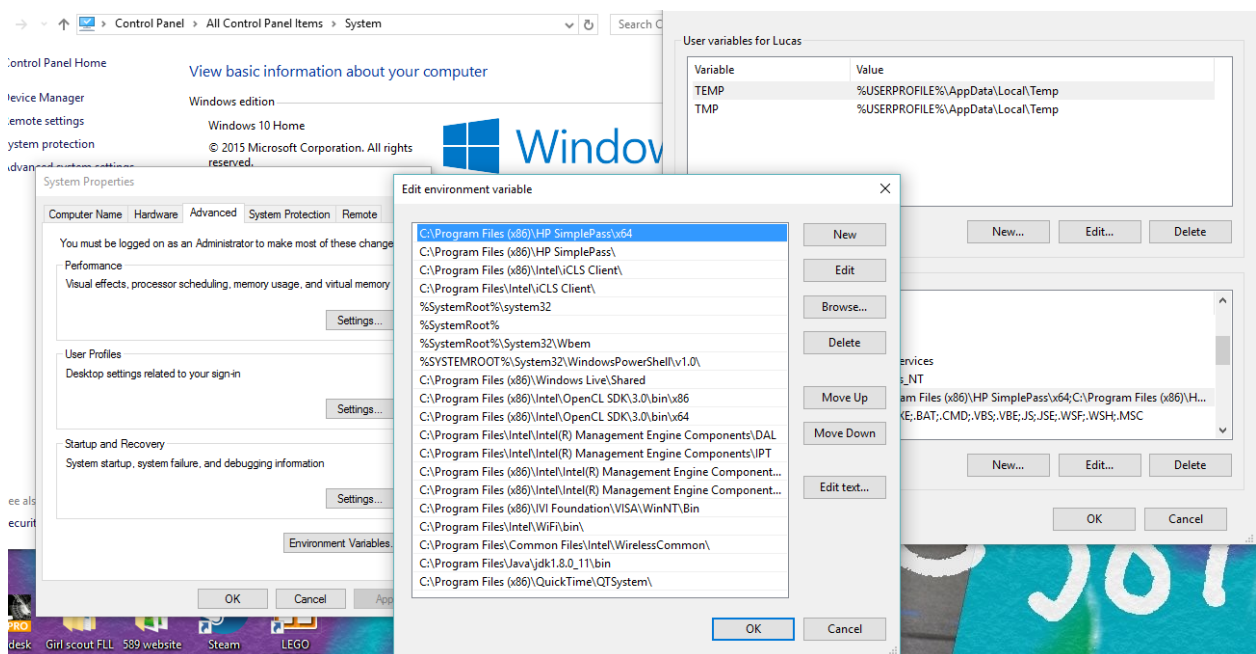 Control Panel > All Control Panel Items > System
Search C
Control Panel Home
View basic information about your computer
Device Manager
Remote settings
System protection
Advanced system settings
Windows edition
Windows 10 Home
© 2015 Microsoft Corporation. All rights
reserved.
Window
User variables for Lucas
Variable Value
TEMP %USERPROFILE%\AppData\Local\Temp
TMP %USERPROFILE%\AppData\Local\Temp
New... Edit... Delete
System Properties
Computer Name Hardware Advanced System Protection Remote
You must be logged on as an Administrator to make most of these change
Performance
Visual effects, processor scheduling, memory usage, and virtual memory
Settings...
User Profiles
Desktop settings related to your sign-in
Settings...
Startup and Recovery
System startup, system failure, and debugging information
Settings...
Environment Variables.
OK Cancel App
Edit environment variable
C:\Program Files (x86)\HP SimplePass\x64
C:\Program Files (x86)\HP SimplePass\
C:\Program Files (x86)\Intel\iCLS Client\
C:\Program Files\Intel\iCLS Client\
%SystemRoot%\system32
%SystemRoot%
%SystemRoot%\System32\Wbem
%SYSTEMROOT%\System32\WindowsPowerShell\v1.0\
C:\Program Files (x86)\Windows Live\Shared
C:\Program Files (x86)\Intel\OpenCL SDK\3.0\bin\x86
C:\Program Files (x86)\Intel\OpenCL SDK\3.0\bin\x64
C:\Program Files\Intel\Intel(R) Management Engine Components\DAL
C:\Program Files\Intel\Intel(R) Management Engine Components\IPT
C:\Program Files (x86)\Intel\Intel(R) Management Engine Component...
C:\Program Files (x86)\Intel\Intel(R) Management Engine Component...
C:\Program Files (x86)\IVI Foundation\VISA\WinNT\Bin
C:\Program Files\Intel\WiFi\bin\
C:\Program Files\Common Files\Intel\WirelessCommon\
C:\Program Files\Java\jdk1.8.0_11\bin
C:\Program Files (x86)\QuickTime\QTSystem\
New
Edit
Browse...
Delete
Move Up
Move Down
Edit text...
OK Cancel
ervices
s_NT
am Files (x86)\HP SimplePass\x64;C:\Program Files (x86)\H...
XE;.BAT;.CMD;.VBS;.VBE;.JS;.JSE;.WSF;.WSH;.MSC
New... Edit... Delete
OK Cancel
ee als
ecurit
PRO
desk Girl scout FLL 589 website Steam LEGO